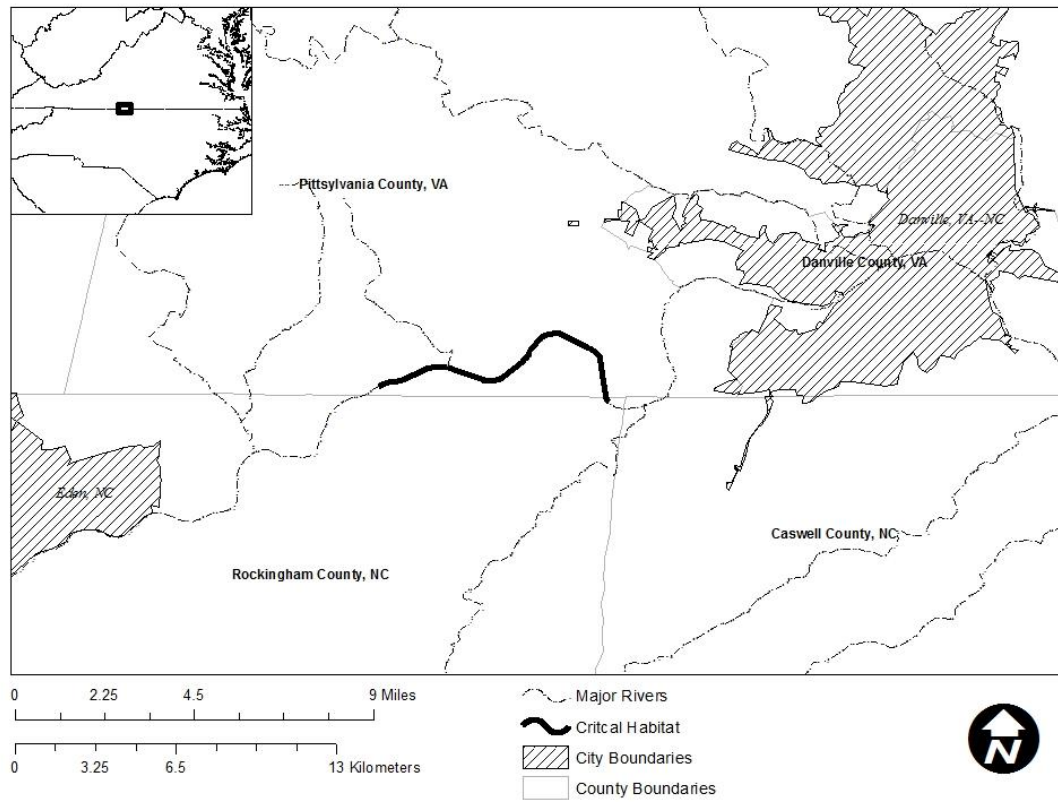 Pittsylvania County, VA
Danville, VA--NC
Danville County, VA
Eden, NC
Caswell County, NC
Rockingham County, NC
0 2.25 4.5 9 Miles
0 3.25 6.5 13 Kilometers
Major Rivers
Critcal Habitat
City Boundaries
County Boundaries
N